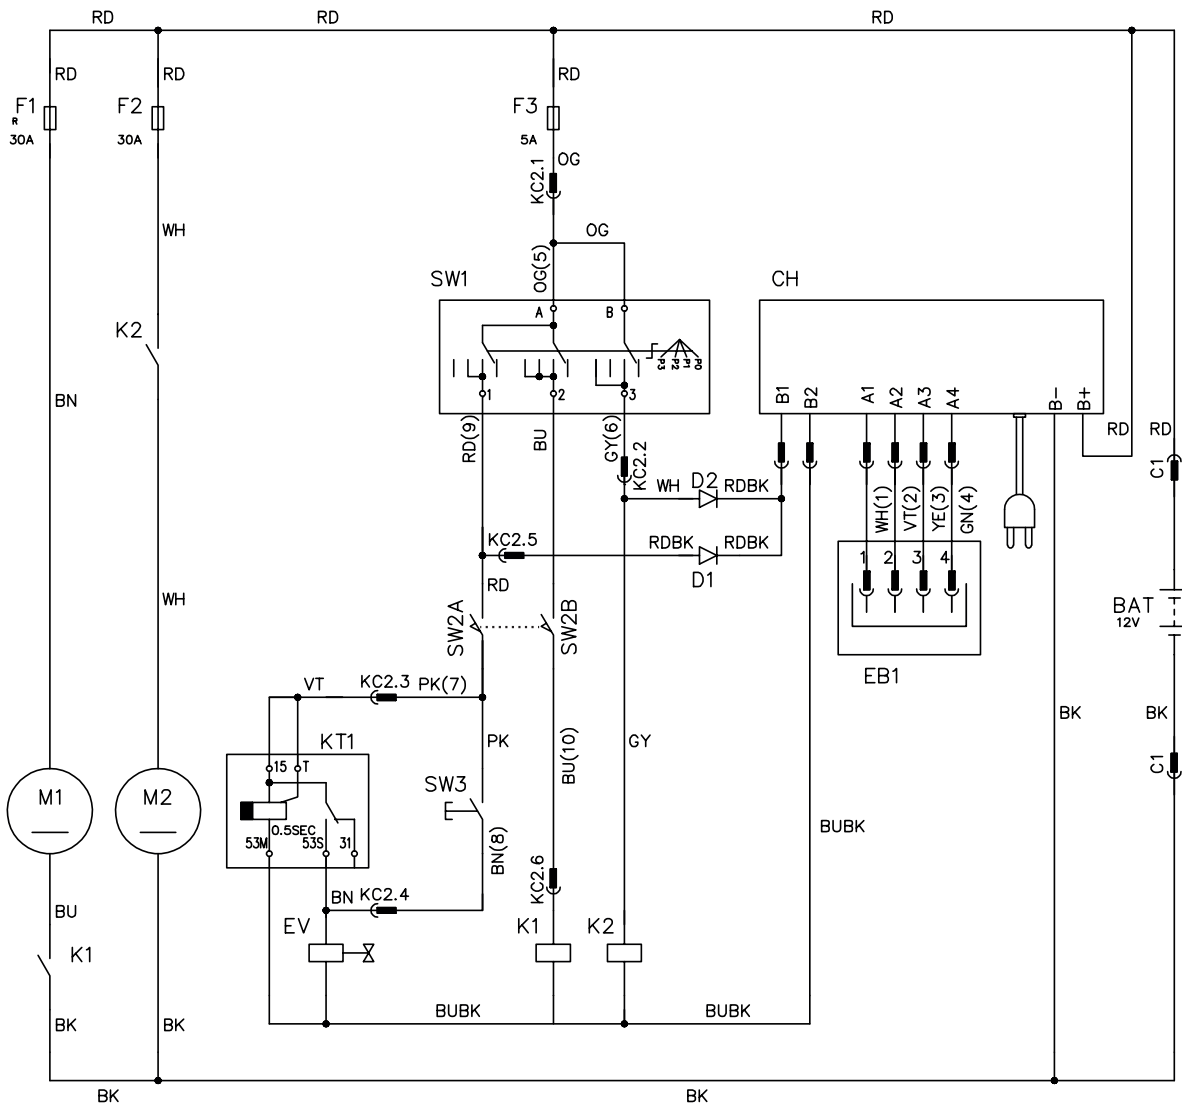 RD RD RD
RD RD RD
F1 F2 F3
R
30A 30A 5A
OG
KC2.1
WH OG
OG(5)
SW1 CH
A B
K2
P3 P2 P1 P0
BN
1 2 3
B1 B2 A1 A2 A3 A4 B- B+
RD(9) BU GY(6) RD RD
KC2.2 C1
WH D2 RDBK
WH(1) VT(2) YE(3) GN(4)
KC2.5 RDBK RDBK
D1
1 2 3 4
RD
WH
SW2A SW2B
BAT
12V
EB1
VT KC2.3 PK(7)
BK BK
KT1 PK BU(10) GY
15 T
C1
M1 M2
SW3
0.5SEC
53M 53S 31
BN(8)
BUBK
KC2.6
BN KC2.4
BU
EV K1 K2
K1
BUBK BUBK
BK BK
BK BK